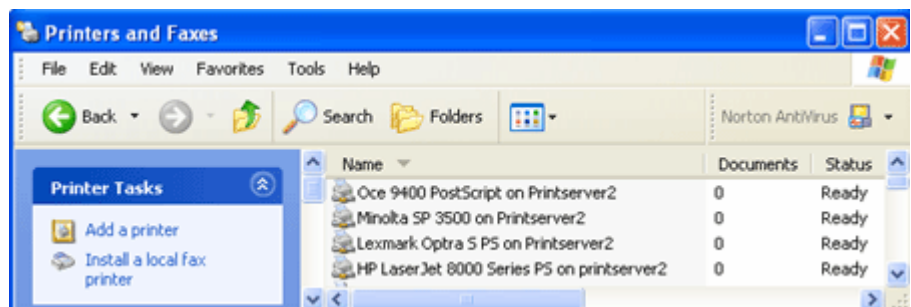 Printers and Faxes
File Edit View Favorites Tools Help
Back Search Folders Norton AntiVirus
Name Documents Status
Printer Tasks
Add a printer
Install a local fax
printer
Oce 9400 PostScript on Printserver2 0 Ready
Minolta SP 3500 on Printserver2 0 Ready
Lexmark Optra S PS on Printserver2 0 Ready
HP LaserJet 8000 Series PS on printserver2 0 Ready